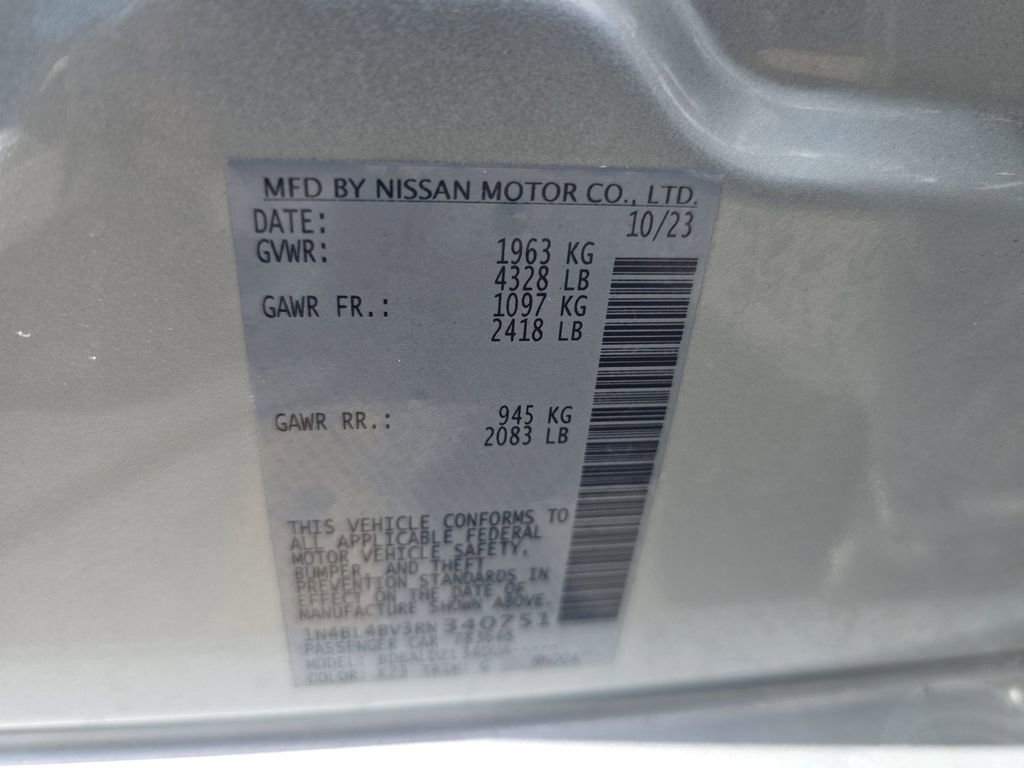 MFD BY NISSAN MOTOR CO., LTD.
DATE: 10/23
GVWR: 1963 KG
4328 LB
GAWR FR.: 1097 KG
2418 LB
GAWR RR.: 945 KG
2083 LB
THIS VEHICLE CONFORMS TO
ALL APPLICABLE FEDERAL
MOTOR VEHICLE SAFETY,
BUMPER, AND THEFT
PREVENTION STANDARDS IN
EFFECT ON THE DATE OF
MANUFACTURE SHOWN ABOVE.
1N4BL4BV3RN340751
PASSENGER CAR
MODEL:
COLOR: